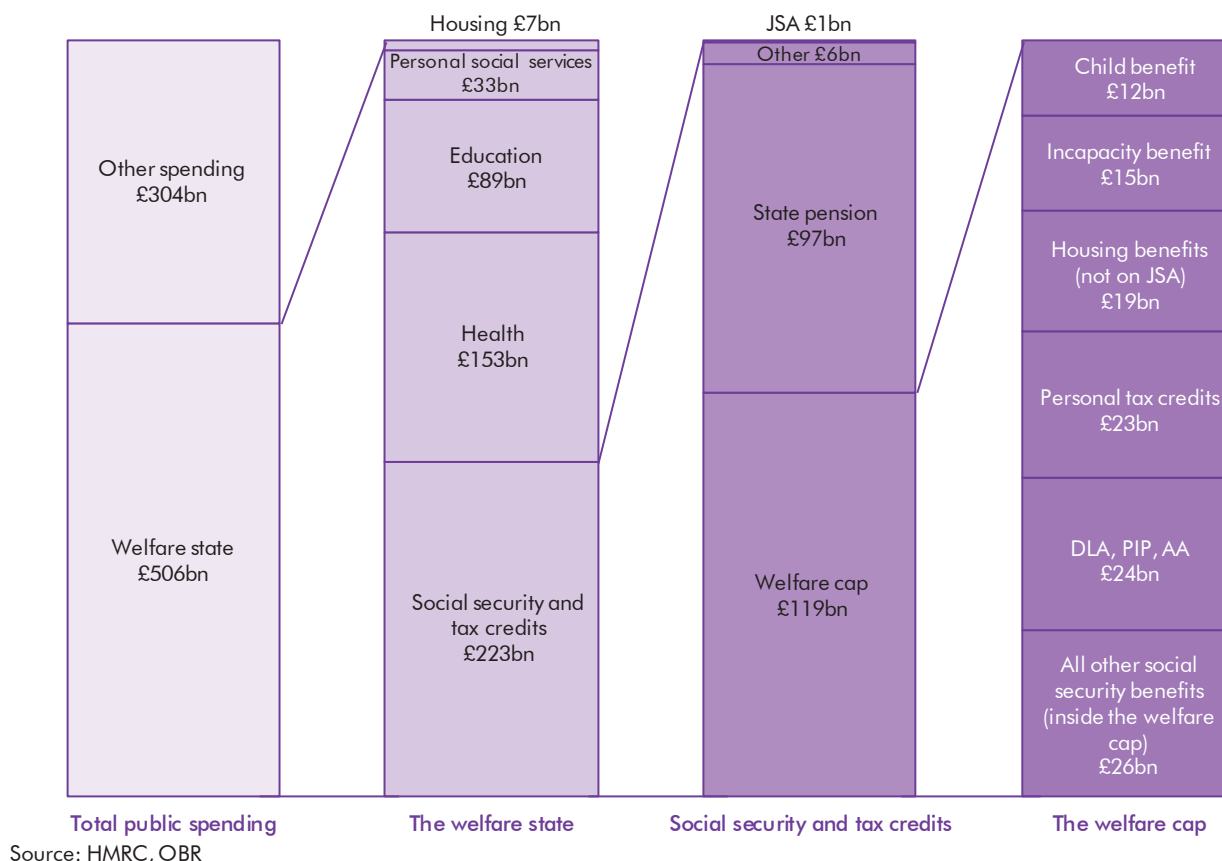 Housing £7bn
Personal social services
£33bn
Education
£89bn
Health
£153bn
Social security and
tax credits
£223bn
Other spending
£304bn
Welfare state
£506bn
JSA £1bn
Other £6bn
State pension
£97bn
Welfare cap
£119bn
Child benefit
£12bn
Incapacity benefit
£15bn
Housing benefits
(not on JSA)
£19bn
Personal tax credits
£23bn
DLA, PIP, AA
£24bn
All other social
security benefits
(inside the welfare
cap)
£26bn
Total public spending
The welfare state
Social security and tax credits
The welfare cap
Source: HMRC, OBR